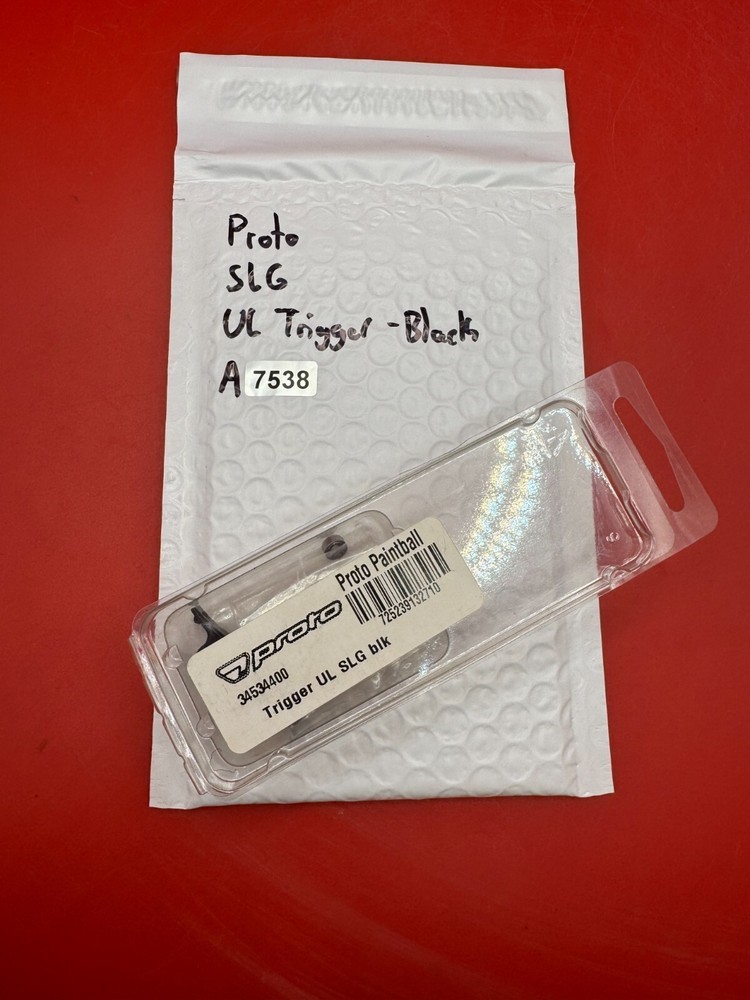 Proto
SLG
UL Trigger - Black
A 7538
Proto Paintball
proto
725239132710
34534400
Trigger UL SLG blk